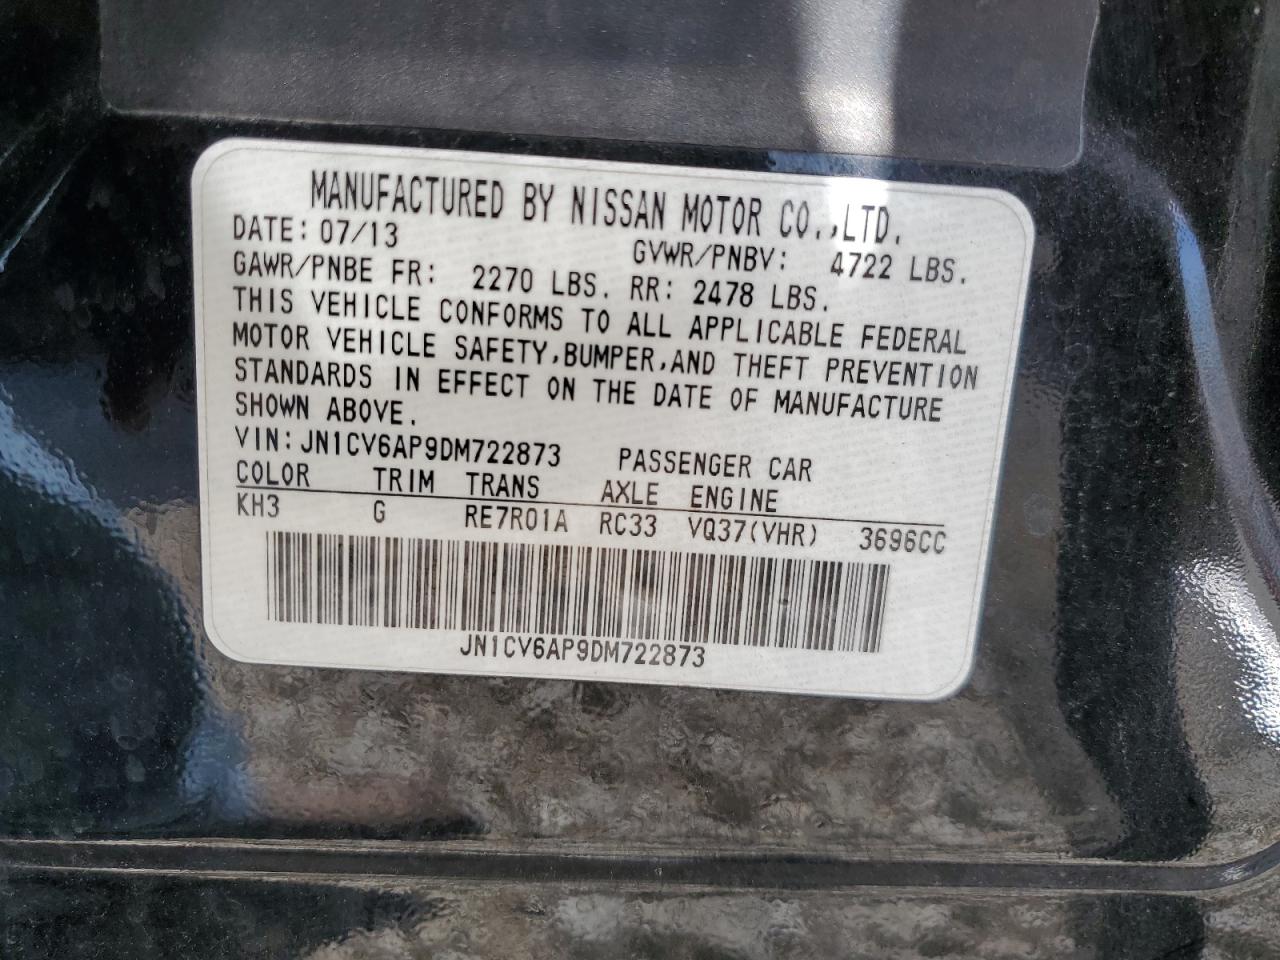 MANUFACTURED BY NISSAN MOTOR CO.,LTD.
DATE: 07/13 GVWR/PNBV: 4722 LBS.
GAWR/PNBE FR: 2270 LBS. RR: 2478 LBS.
THIS VEHICLE CONFORMS TO ALL APPLICABLE FEDERAL
MOTOR VEHICLE SAFETY,BUMPER,AND THEFT PREVENTION
STANDARDS IN EFFECT ON THE DATE OF MANUFACTURE
SHOWN ABOVE.
VIN:JN1CV6AP9DM722873 PASSENGER CAR
COLOR TRIM TRANS AXLE ENGINE
KH3 G RE7R01A RC33 VQ37(VHR) 3696CC
JN1CV6AP9DM722873